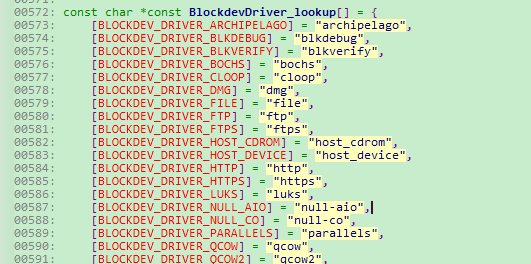 00572: const char *const BlockdevDriver_lookup[] = {
00573:     [BLOCKDEV_DRIVER_ARCHIPELAGO] = "archipelago",
00574:     [BLOCKDEV_DRIVER_BLKDEBUG] = "blkdebug",
00575:     [BLOCKDEV_DRIVER_BLKVERIFY] = "blkverify",
00576:     [BLOCKDEV_DRIVER_BOCHS] = "bochs",
00577:     [BLOCKDEV_DRIVER_CLOOP] = "cloop",
00578:     [BLOCKDEV_DRIVER_DMG] = "dmg",
00579:     [BLOCKDEV_DRIVER_FILE] = "file",
00580:     [BLOCKDEV_DRIVER_FTP] = "ftp",
00581:     [BLOCKDEV_DRIVER_FTPS] = "ftps",
00582:     [BLOCKDEV_DRIVER_HOST_CDROM] = "host_cdrom",
00583:     [BLOCKDEV_DRIVER_HOST_DEVICE] = "host_device",
00584:     [BLOCKDEV_DRIVER_HTTP] = "http",
00585:     [BLOCKDEV_DRIVER_HTTPS] = "https",
00586:     [BLOCKDEV_DRIVER_LUKS] = "luks",
00587:     [BLOCKDEV_DRIVER_NULL_AIO] = "null-aio",
00588:     [BLOCKDEV_DRIVER_NULL_CO] = "null-co",
00589:     [BLOCKDEV_DRIVER_PARALLELS] = "parallels",
00590:     [BLOCKDEV_DRIVER_QCOW] = "qcow",
00591:     [BLOCKDEV_DRIVER_QCOW2] = "qcow2",